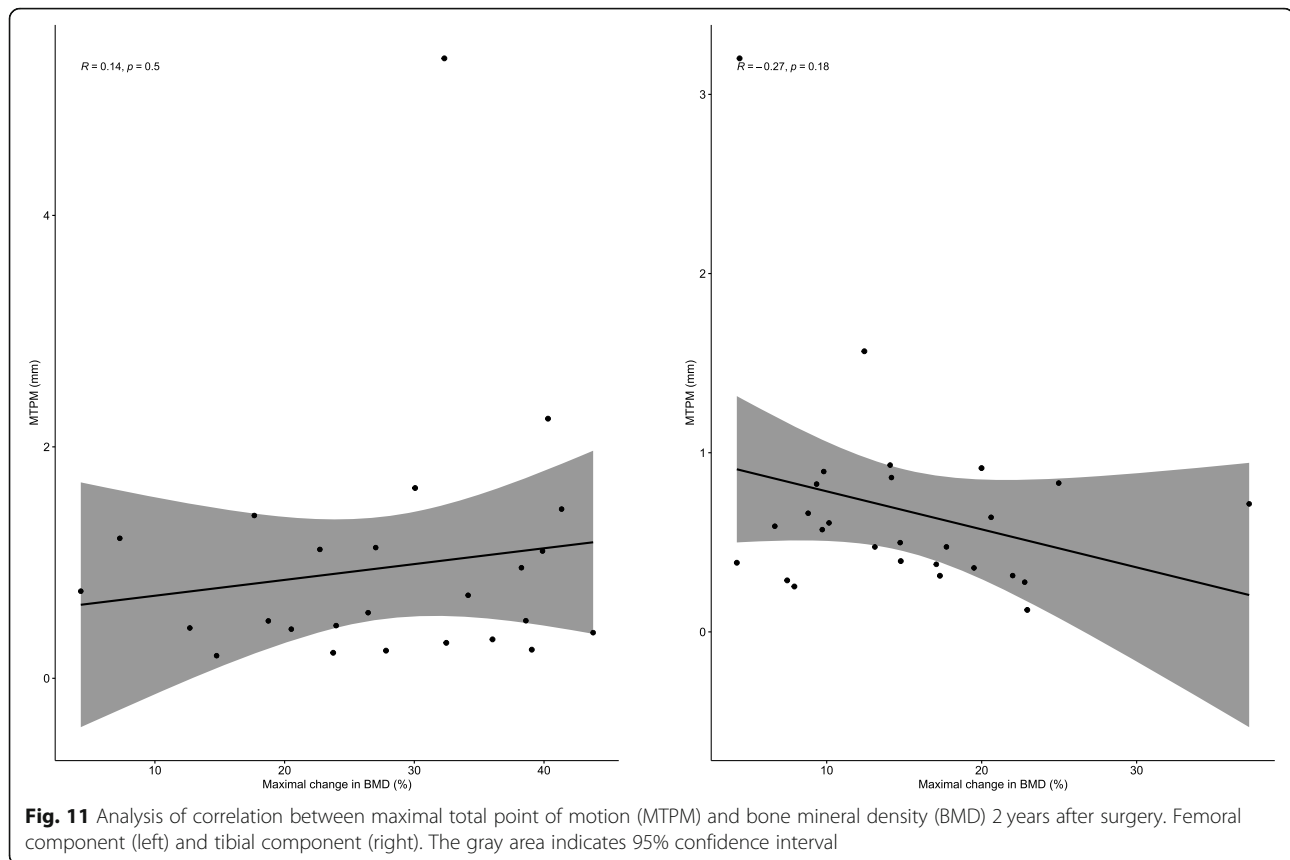 R = 0.14, p = 0.5
4
2
0
MTPM (mm)
10 20 30 40
Maximal change in BMD (%)
R = −0.27, p = 0.18
3
2
1
0
MTPM (mm)
10 20 30
Maximal change in BMD (%)
Fig. 11 Analysis of correlation between maximal total point of motion (MTPM) and bone mineral density (BMD) 2 years after surgery. Femoral
component (left) and tibial component (right). The gray area indicates 95% confidence interval